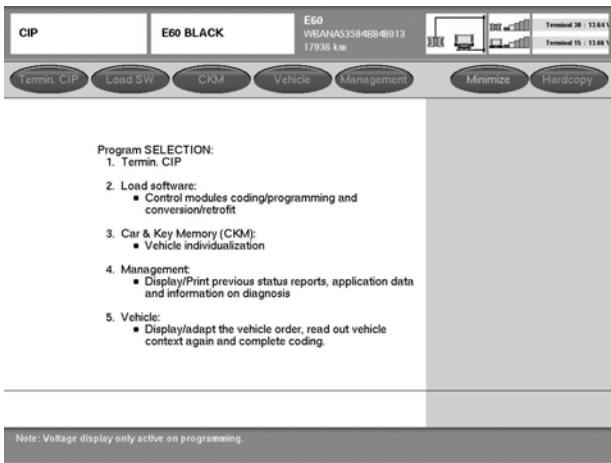 CIP
E60 BLACK
E60
WBANA53584B848013
17936 km
Terminal 30 : 13.64 V
Terminal 15 : 13.66 V
Termin. CIP
Load SW
CKM
Vehicle
Management
Minimize
Hardcopy
Program SELECTION:
1. Termin. CIP
2. Load software:
▪ Control modules coding/programming and
conversion/retrofit
3. Car & Key Memory (CKM):
▪ Vehicle individualization
4. Management:
▪ Display/Print previous status reports, application data
and information on diagnosis
5. Vehicle:
▪ Display/adapt the vehicle order, read out vehicle
context again and complete coding.
Note: Voltage display only active on programming.